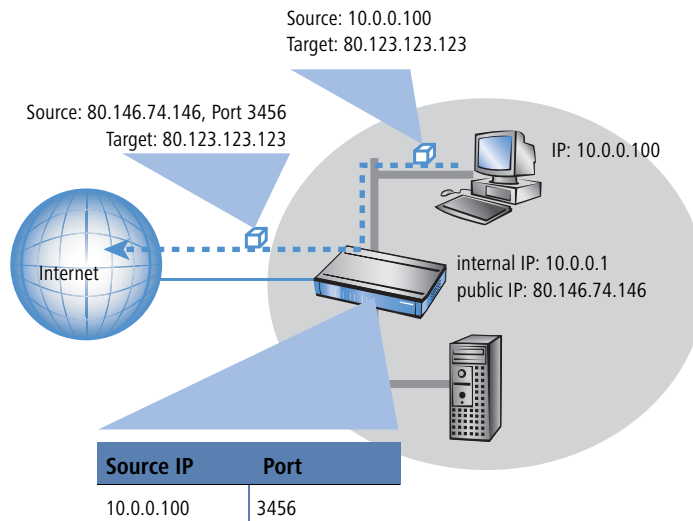 Source: 10.0.0.100
Target: 80.123.123.123
Source: 80.146.74.146, Port 3456
Target: 80.123.123.123
IP: 10.0.0.100
Internet
internal IP: 10.0.0.1
public IP: 80.146.74.146
Source IP Port
10.0.0.100 3456